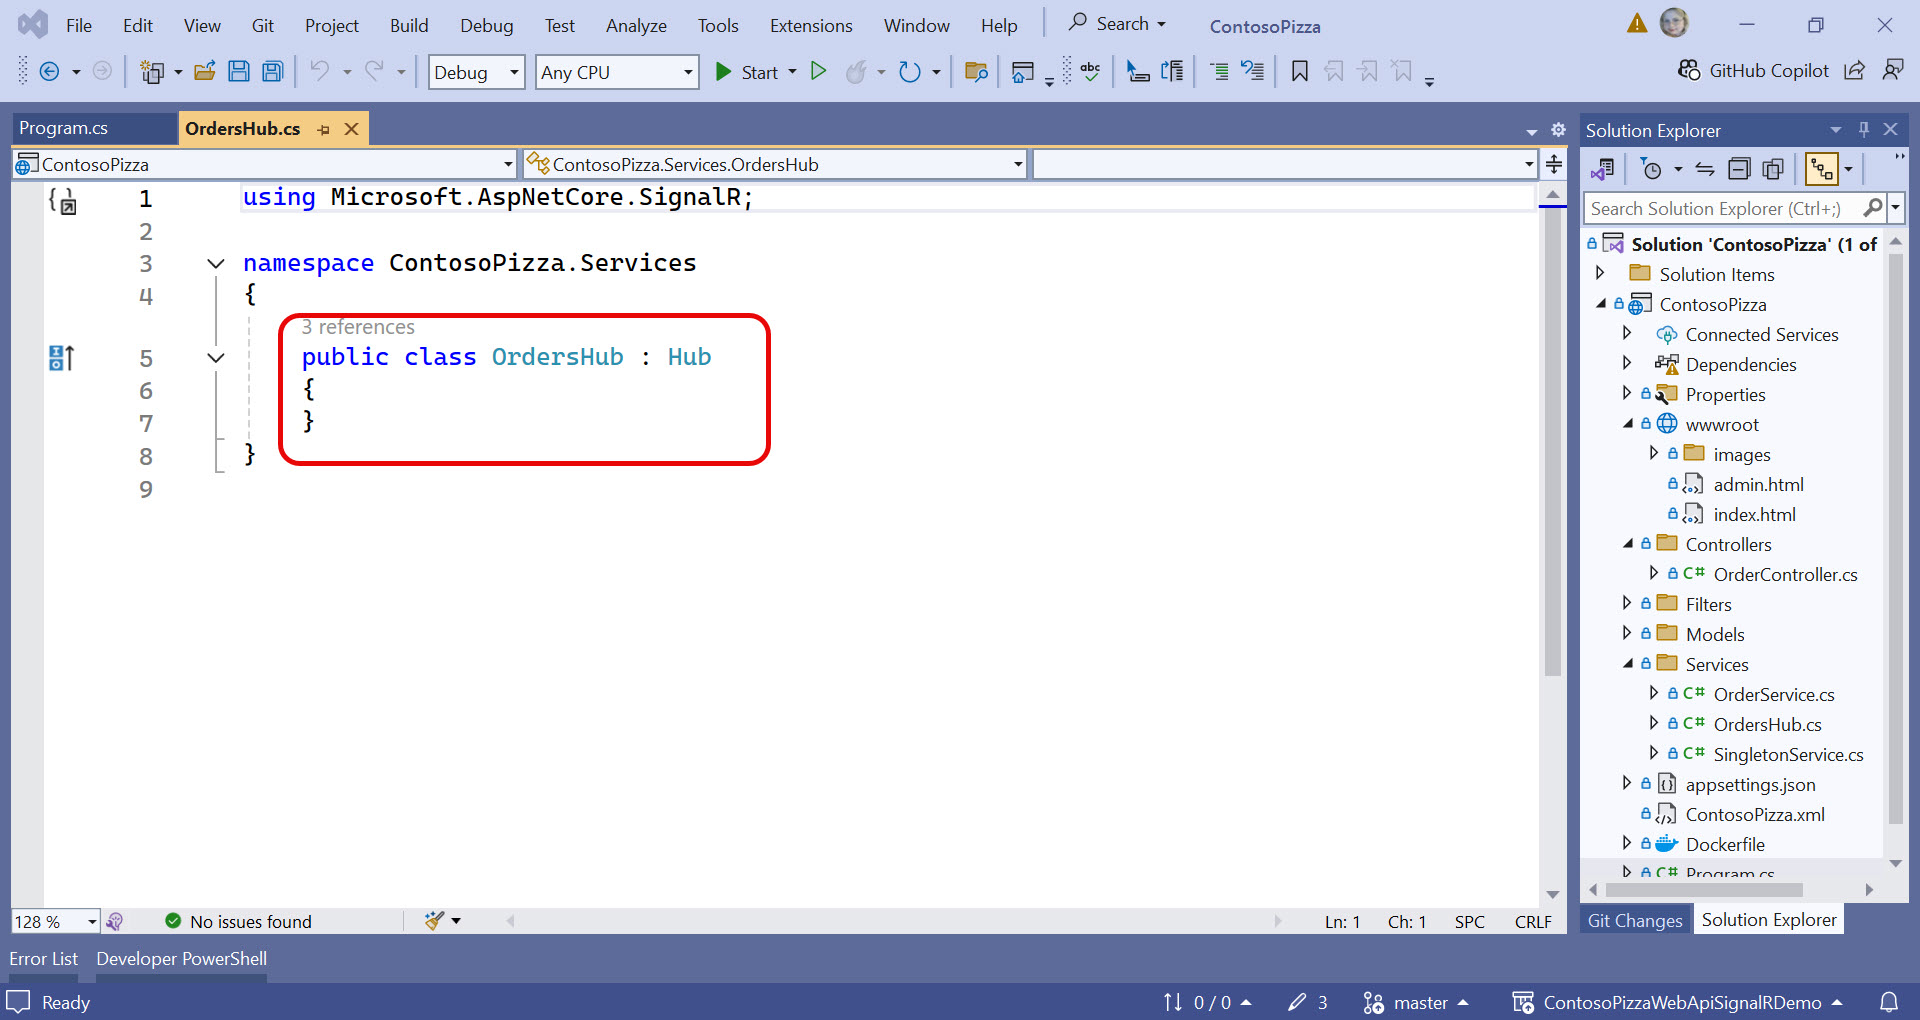 File Edit View Git Project Build Debug Test Analyze Tools Extensions Window Help Search ContosoPizza
Debug Any CPU Start abc GitHub Copilot
Program.cs OrdersHub.cs
ContosoPizza ContosoPizza.Services.OrdersHub
1 using Microsoft.AspNetCore.SignalR;
2
3 namespace ContosoPizza.Services
4 {
3 references
5 public class OrdersHub : Hub
6 {
7 }
8 }
9
128 % No issues found Ln: 1 Ch: 1 SPC CRLF
Solution Explorer
Search Solution Explorer (Ctrl+;)
Solution 'ContosoPizza' (1 of
Solution Items
ContosoPizza
Connected Services
Dependencies
Properties
wwwroot
images
admin.html
index.html
Controllers
C# OrderController.cs
Filters
Models
Services
C# OrderService.cs
C# OrdersHub.cs
C# SingletonService.cs
appsettings.json
ContosoPizza.xml
Dockerfile
C# Program.cs
Git Changes Solution Explorer
Error List Developer PowerShell
Ready 0 / 0 3 master ContosoPizzaWebApiSignalRDemo